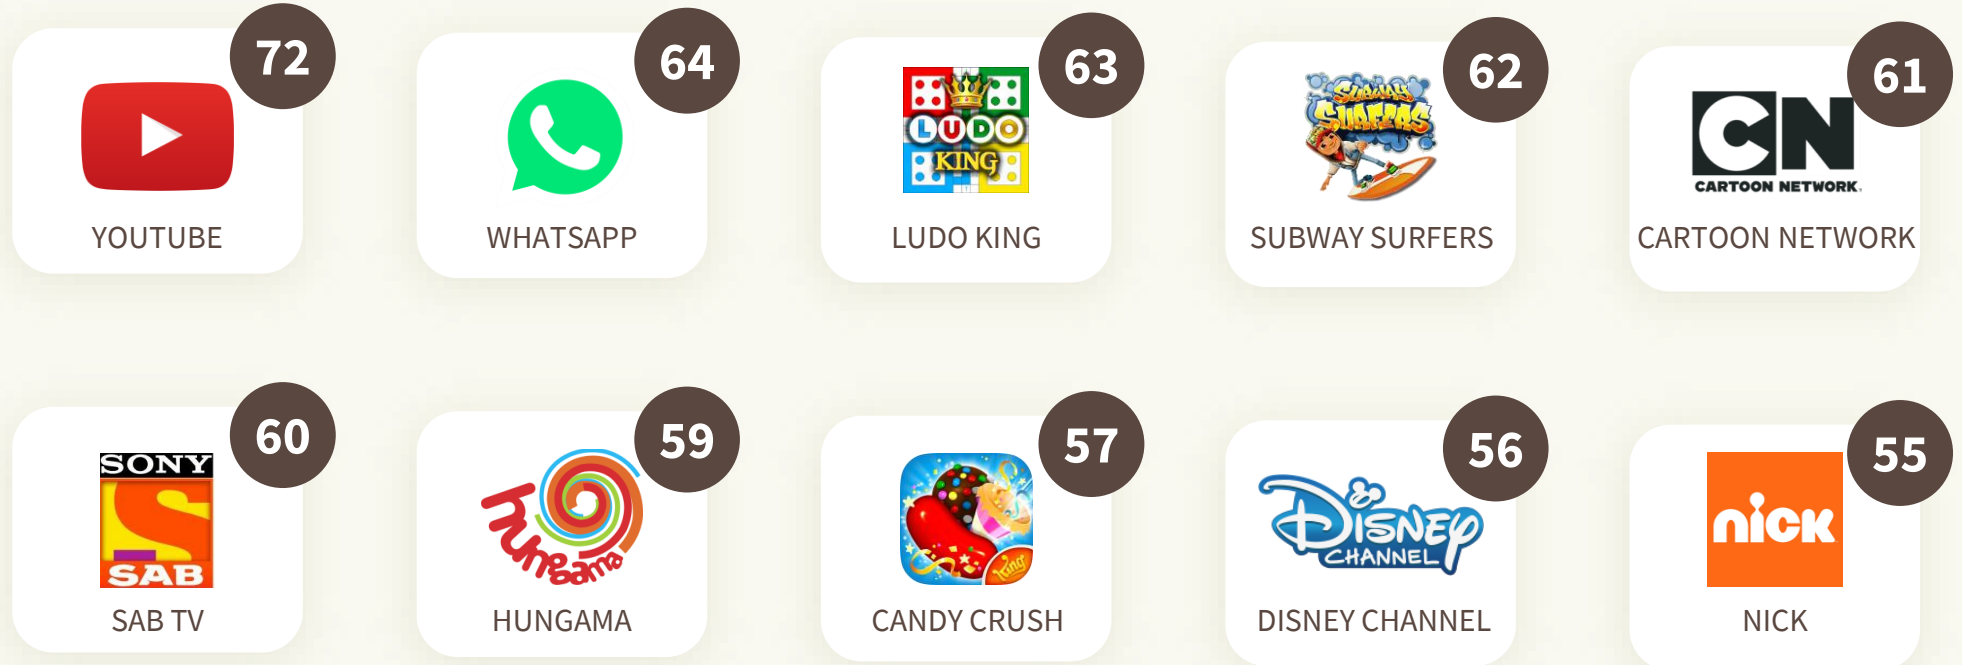 72
LUDO
KING
YOUTUBE
64
WHATSAPP
63
LUDO KING
SUBWAY
SURFERS
62
SUBWAY SURFERS
CN
CARTOON NETWORK
61
CARTOON NETWORK
SONY
SAB
60
SAB TV
hungama
59
HUNGAMA
king
57
CANDY CRUSH
DISNEY
CHANNEL
56
DISNEY CHANNEL
nick
55
NICK